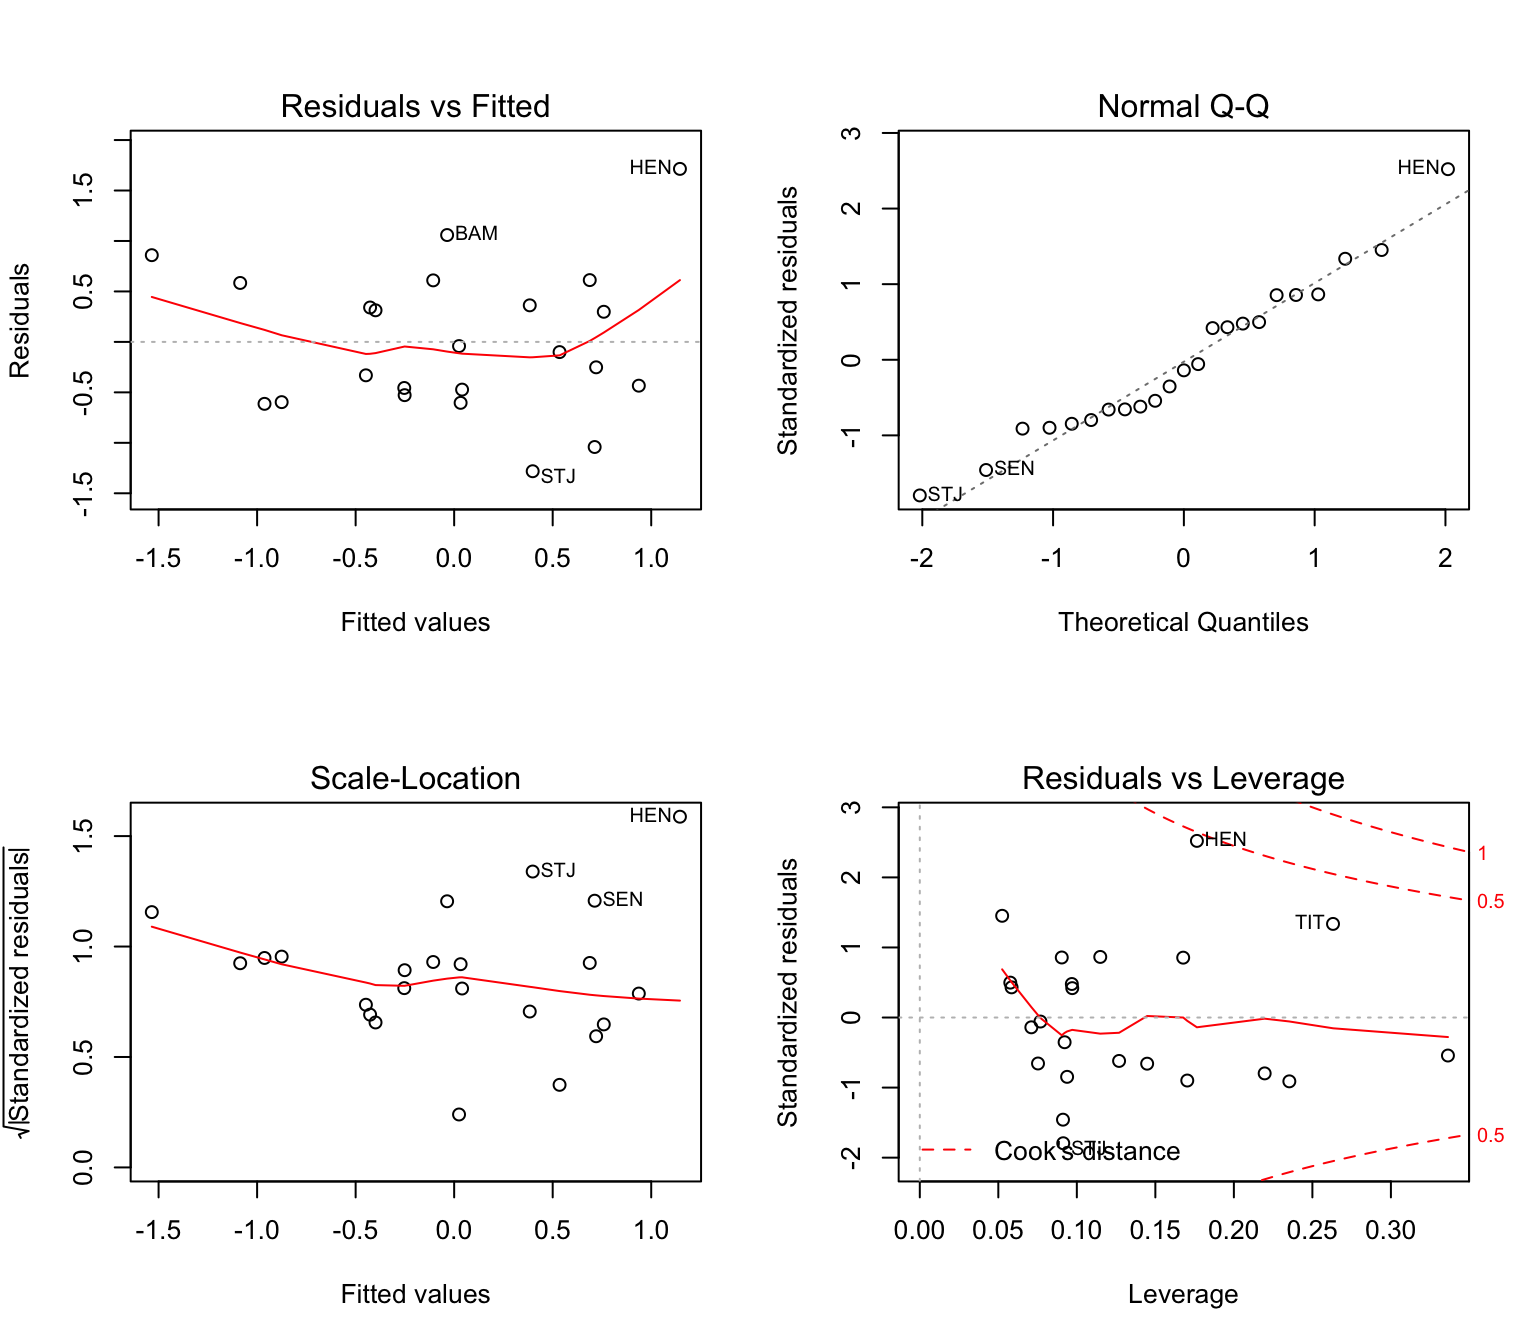 Residuals vs Fitted
Residuals
-1.5 -0.5 0.5 1.5
HEN
BAM
STJ
-1.5 -1.0 -0.5 0.0 0.5 1.0
Fitted values
Normal Q-Q
Standardized residuals
-1 0 1 2 3
HEN
SEN
STJ
-2 -1 0 1 2
Theoretical Quantiles
Scale-Location
√|Standardized residuals|
0.0 0.5 1.0 1.5
HEN
STJ
SEN
-1.5 -1.0 -0.5 0.0 0.5 1.0
Fitted values
Residuals vs Leverage
Standardized residuals
-2 -1 0 1 2 3
HEN
TIT
STJ
Cook's distance
1
0.5
0.5
0.00 0.05 0.10 0.15 0.20 0.25 0.30
Leverage